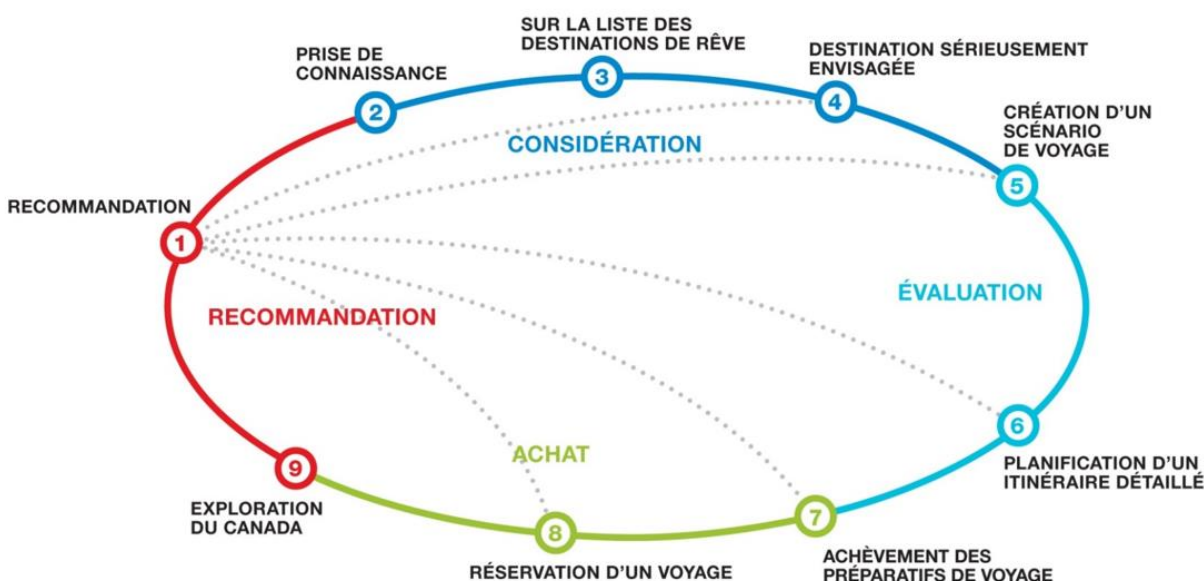 SUR LA LISTE DES
DESTINATIONS DE RÊVE
PRISE DE
CONNAISSANCE
DESTINATION SÉRIEUSEMENT
ENVISAGÉE
3
4
2
CRÉATION D'UN
SCÉNARIO
DE VOYAGE
CONSIDÉRATION
5
RECOMMANDATION
1
ÉVALUATION
RECOMMANDATION
6
ACHAT
PLANIFICATION D'UN
ITINÉRAIRE DÉTAILLÉ
9
EXPLORATION
DU CANADA
7
8
ACHÈVEMENT DES
PRÉPARATIFS DE VOYAGE
RÉSERVATION D'UN VOYAGE